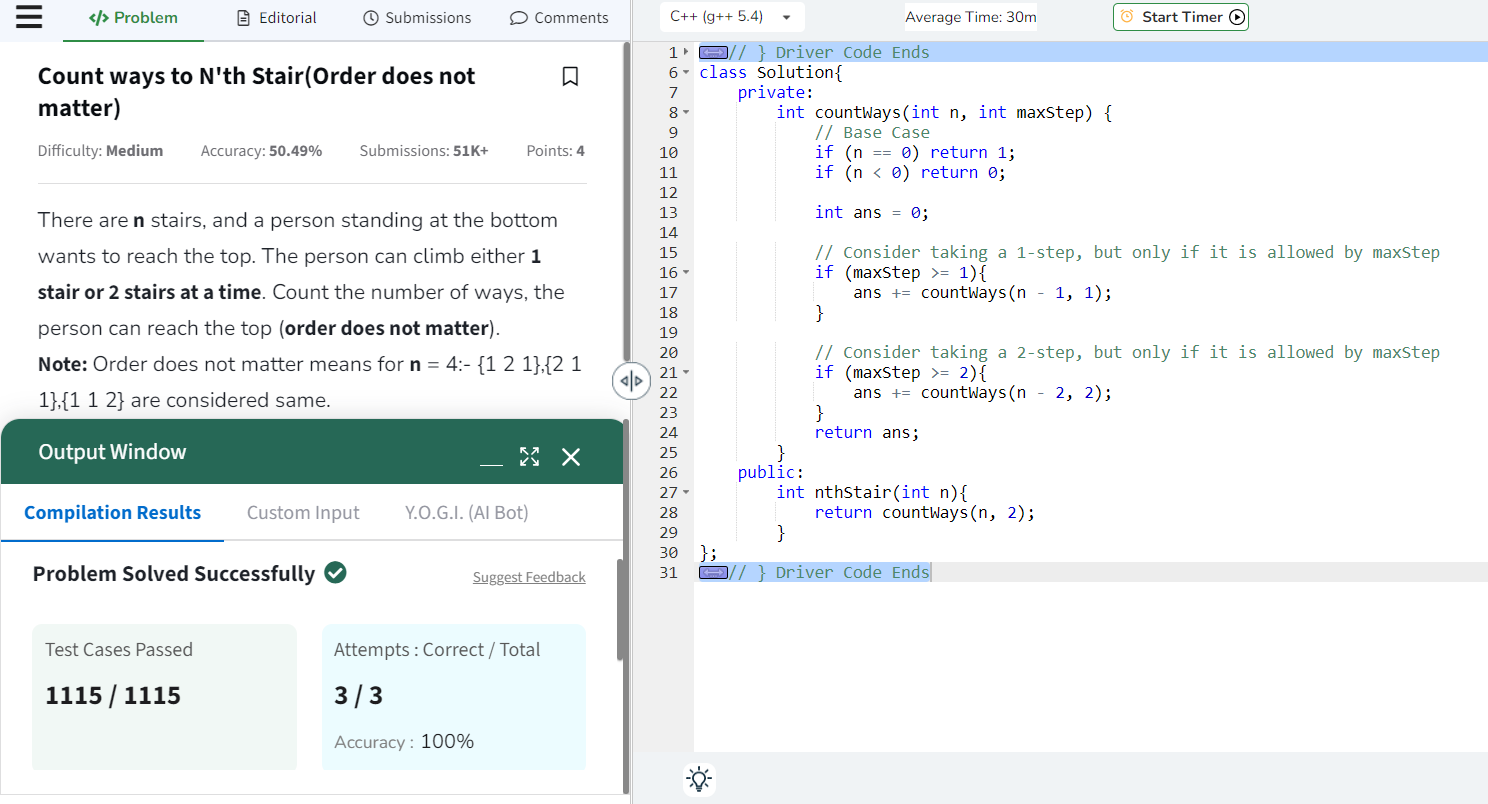 </> Problem
Editorial
Submissions
Comments
Count ways to N'th Stair(Order does not
matter)
Difficulty: Medium Accuracy: 50.49% Submissions: 51K+ Points: 4
There are n stairs, and a person standing at the bottom
wants to reach the top. The person can climb either 1
stair or 2 stairs at a time. Count the number of ways, the
person can reach the top (order does not matter).
Note: Order does not matter means for n = 4:- {1 2 1},{2 1
1},{1 1 2} are considered same.
Output Window
Compilation Results Custom Input Y.O.G.I. (AI Bot)
Problem Solved Successfully
Suggest Feedback
Test Cases Passed
1115 / 1115
Attempts : Correct / Total
3 / 3
Accuracy : 100%
C++ (g++ 5.4)
Average Time: 30m
Start Timer
1 // } Driver Code Ends
6 class Solution{
7 private:
8 int countWays(int n, int maxStep) {
9 // Base Case
10 if (n == 0) return 1;
11 if (n < 0) return 0;
12
13 int ans = 0;
14
15 // Consider taking a 1-step, but only if it is allowed by maxStep
16 if (maxStep >= 1){
17 ans += countWays(n - 1, 1);
18 }
19
20 // Consider taking a 2-step, but only if it is allowed by maxStep
21 if (maxStep >= 2){
22 ans += countWays(n - 2, 2);
23 }
24 return ans;
25 }
26 public:
27 int nthStair(int n){
28 return countWays(n, 2);
29 }
30 };
31 // } Driver Code Ends